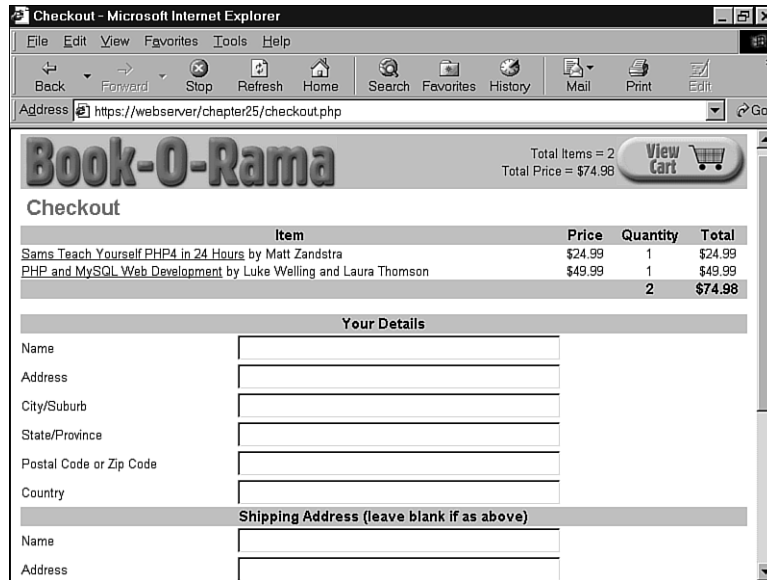 Checkout - Microsoft Internet Explorer
File Edit View Favorites Tools Help
Back Forward Stop Refresh Home Search Favorites History Mail Print Edit
Address https://webserver/chapter25/checkout.php Go
Book-O-Rama
Total Items = 2
Total Price = $74.98
View
Cart
Checkout
Item Price Quantity Total
Sams Teach Yourself PHP4 in 24 Hours by Matt Zandstra $24.99 1 $24.99
PHP and MySQL Web Development by Luke Welling and Laura Thomson $49.99 1 $49.99
2 $74.98
Your Details
Name
Address
City/Suburb
State/Province
Postal Code or Zip Code
Country
Shipping Address (leave blank if as above)
Name
Address